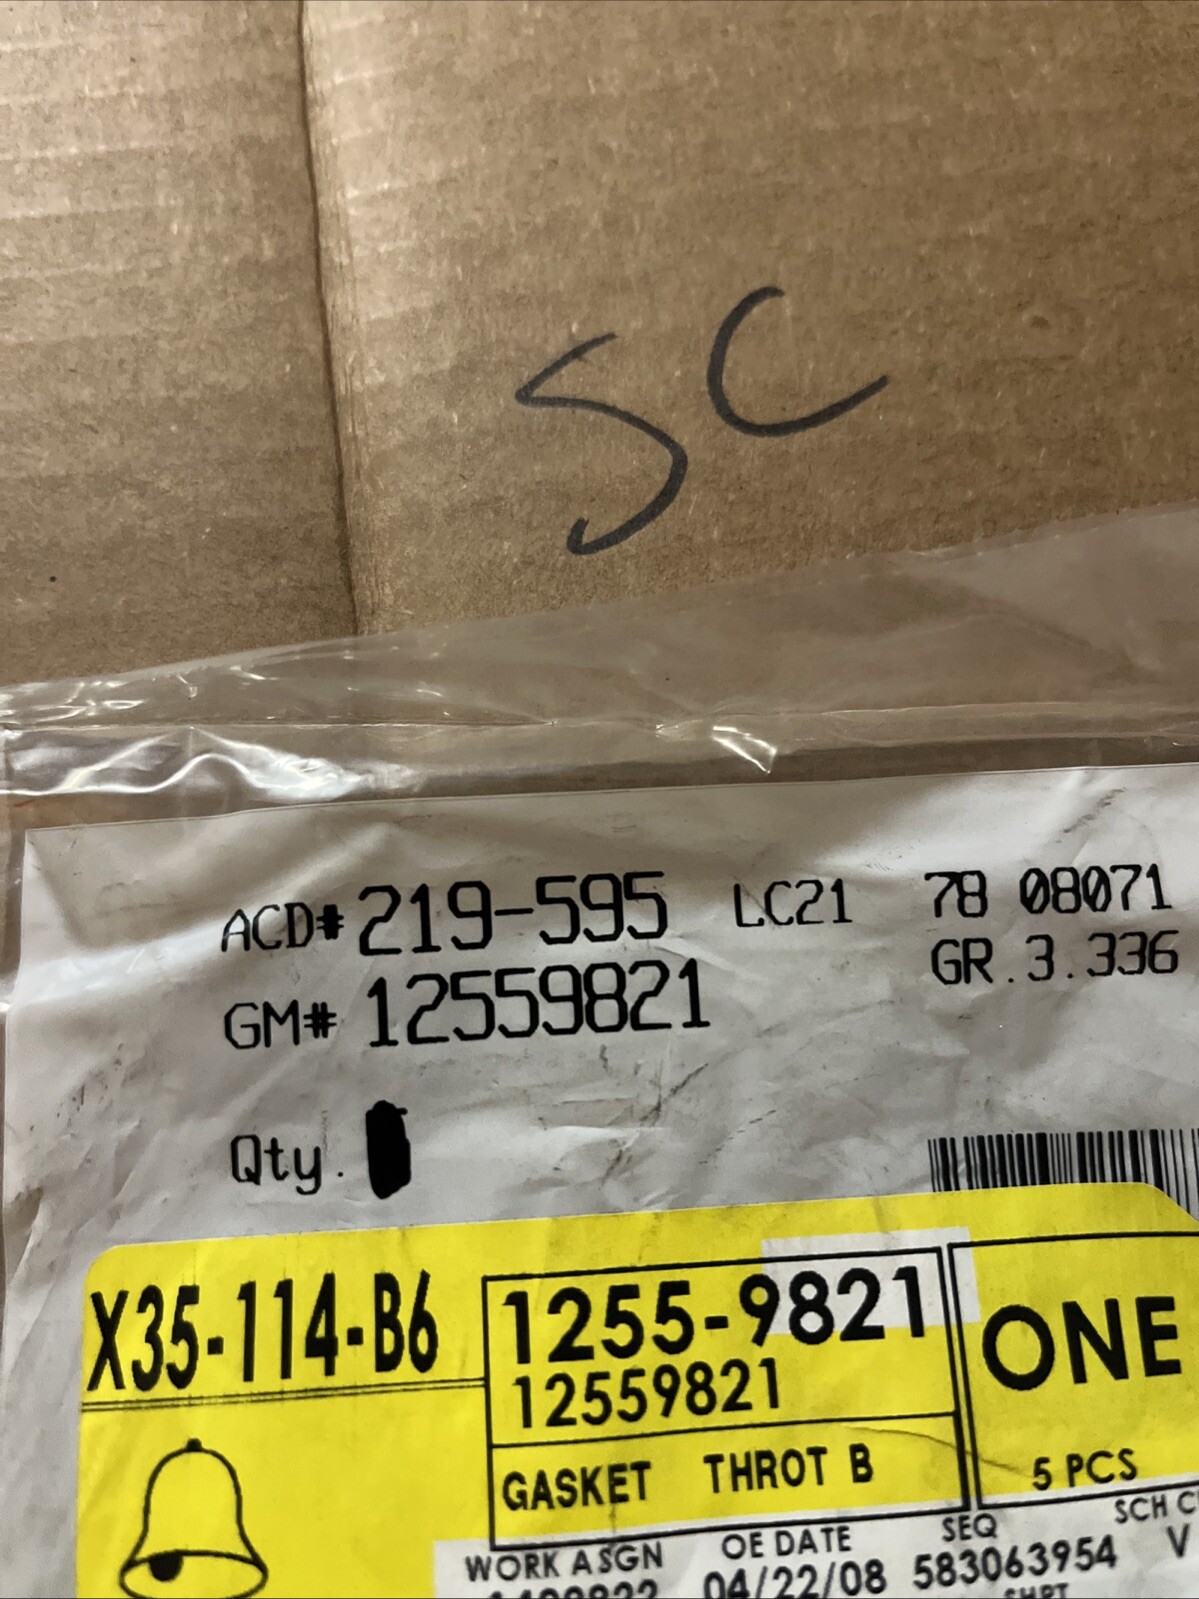 SC
ACD# 219-595 LC21 78 08071
GM# 12559821 GR.3.336
Qty.
X35-114-B6
1255-9821
12559821
ONE
GASKET THROT B
5 PCS
WORK ASGN OE DATE SEQ
04/22/08 583063954 V